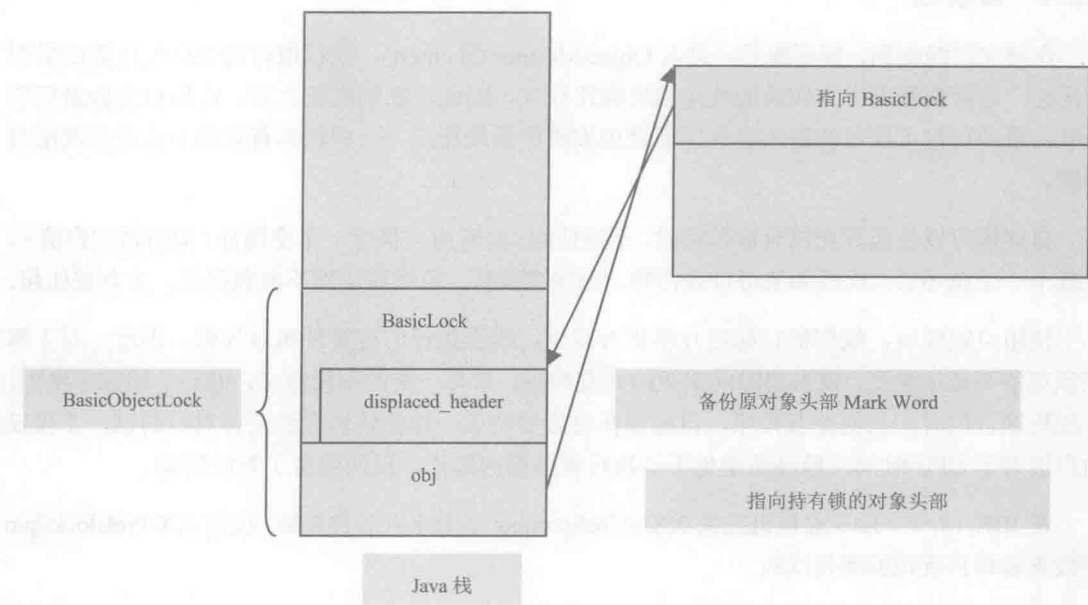 指向 BasicLock
BasicLock
BasicObjectLock
displaced_header
备份原对象头部 Mark Word
obj
指向持有锁的对象头部
Java 栈